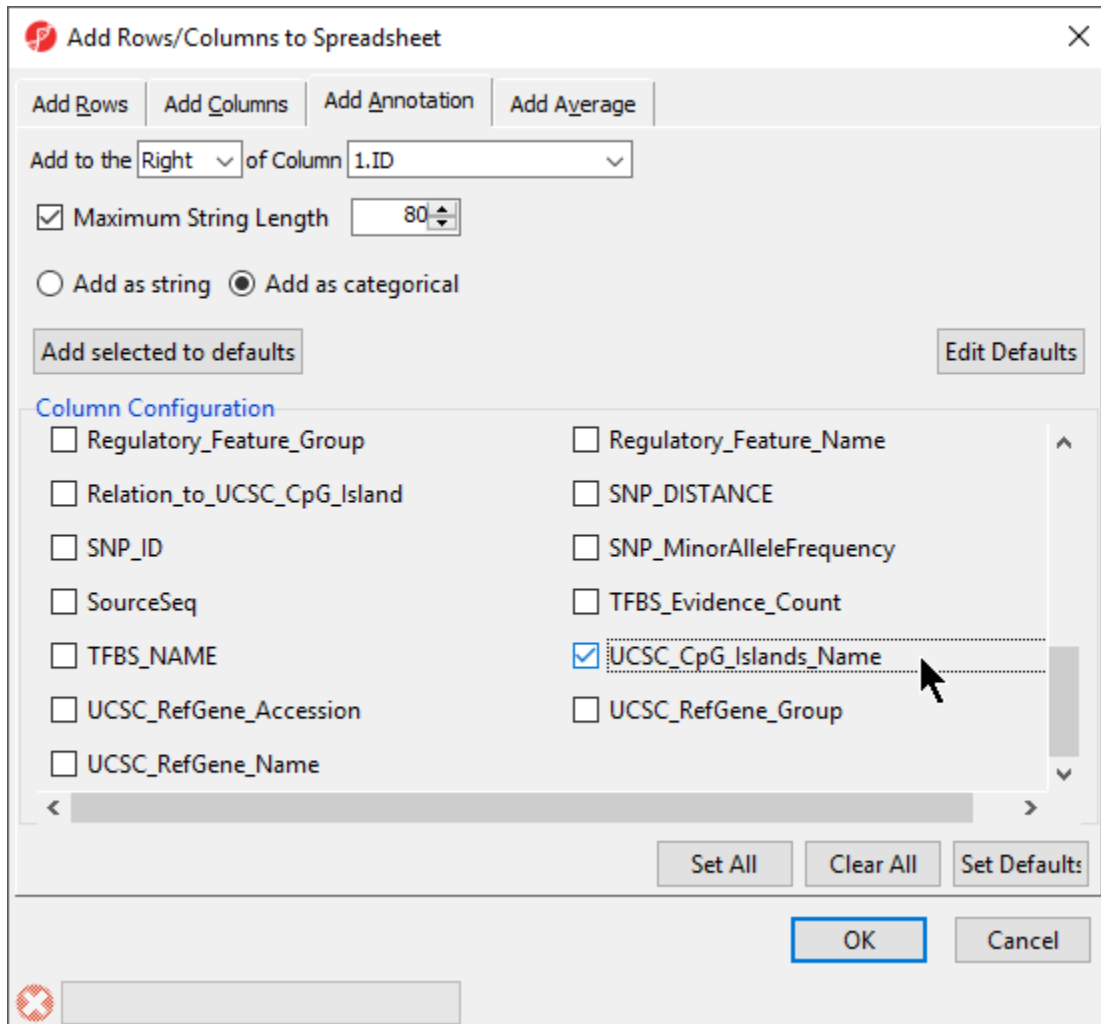 Add Rows/Columns to Spreadsheet
Add Rows Add Columns Add Annotation Add Average
Add to the Right of Column 1.ID
Maximum String Length 80
Add as string Add as categorical
Add selected to defaults Edit Defaults
Column Configuration
Regulatory_Feature_Group Regulatory_Feature_Name
Relation_to_UCSC_CpG_Island SNP_DISTANCE
SNP_ID SNP_MinorAlleleFrequency
SourceSeq TFBS_Evidence_Count
TFBS_NAME UCSC_CpG_Islands_Name
UCSC_RefGene_Accession UCSC_RefGene_Group
UCSC_RefGene_Name
Set All Clear All Set Defaults
OK Cancel